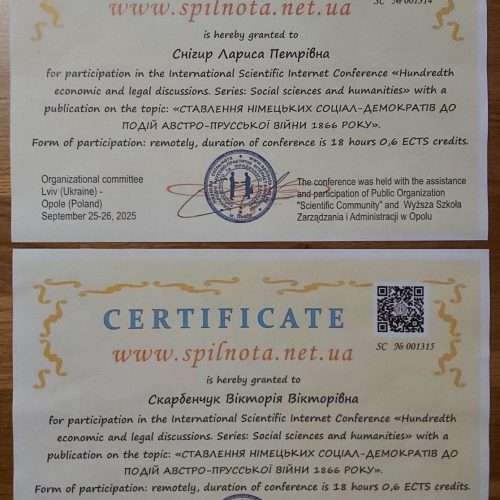 www.spilnota.net.ua
SC № 001314
is hereby granted to
Снігир Лариса Петрівна
for participation in the International Scientific Internet Conference «Hundredth
economic and legal discussions. Series: Social sciences and humanities» with a
publication on the topic: «СТАВЛЕННЯ НІМЕЦЬКИХ СОЦІАЛ-ДЕМОКРАТІВ ДО
ПОДІЙ АВСТРО-ПРУССЬКОЇ ВІЙНИ 1866 РОКУ».
Form of participation: remotely, duration of conference is 18 hours 0,6 ECTS credits.
Organizational committee
Lviv (Ukraine) -
Opole (Poland)
September 25-26, 2025
The conference was held with the assistance
and participation of Public Organization
"Scientific Community" and Wyższa Szkoła
Zarządzania i Administracji w Opolu
CERTIFICATE
www.spilnota.net.ua
SC № 001315
is hereby granted to
Скарбенчук Вікторія Вікторівна
for participation in the International Scientific Internet Conference «Hundredth
economic and legal discussions. Series: Social sciences and humanities» with a
publication on the topic: «СТАВЛЕННЯ НІМЕЦЬКИХ СОЦІАЛ-ДЕМОКРАТІВ ДО
ПОДІЙ АВСТРО-ПРУССЬКОЇ ВІЙНИ 1866 РОКУ».
Form of participation: remotely, duration of conference is 18 hours 0,6 ECTS credits.